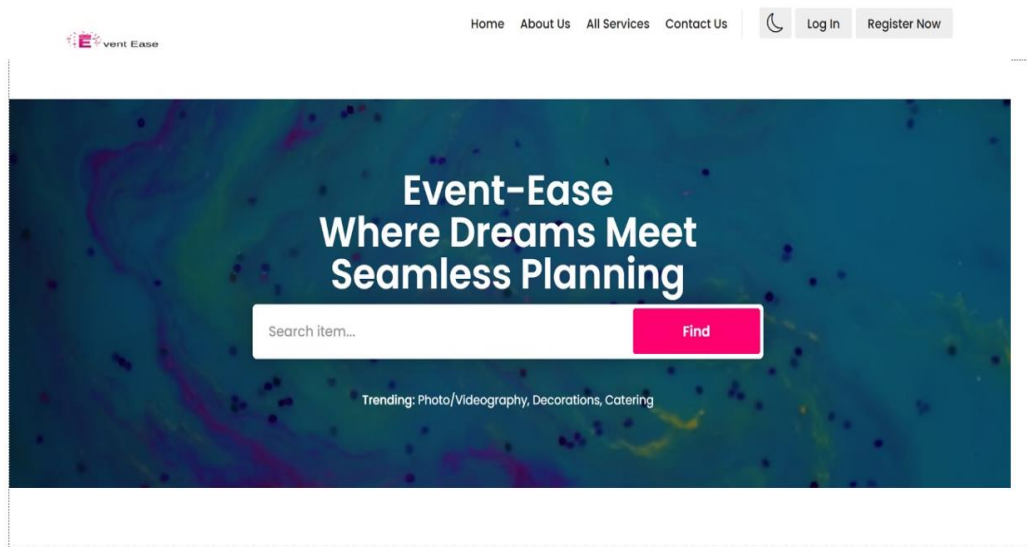 Home About Us All Services Contact Us Log In Register Now
Event Ease
Event-Ease
Where Dreams Meet
Seamless Planning
Search item... Find
Trending: Photo/Videography, Decorations, Catering